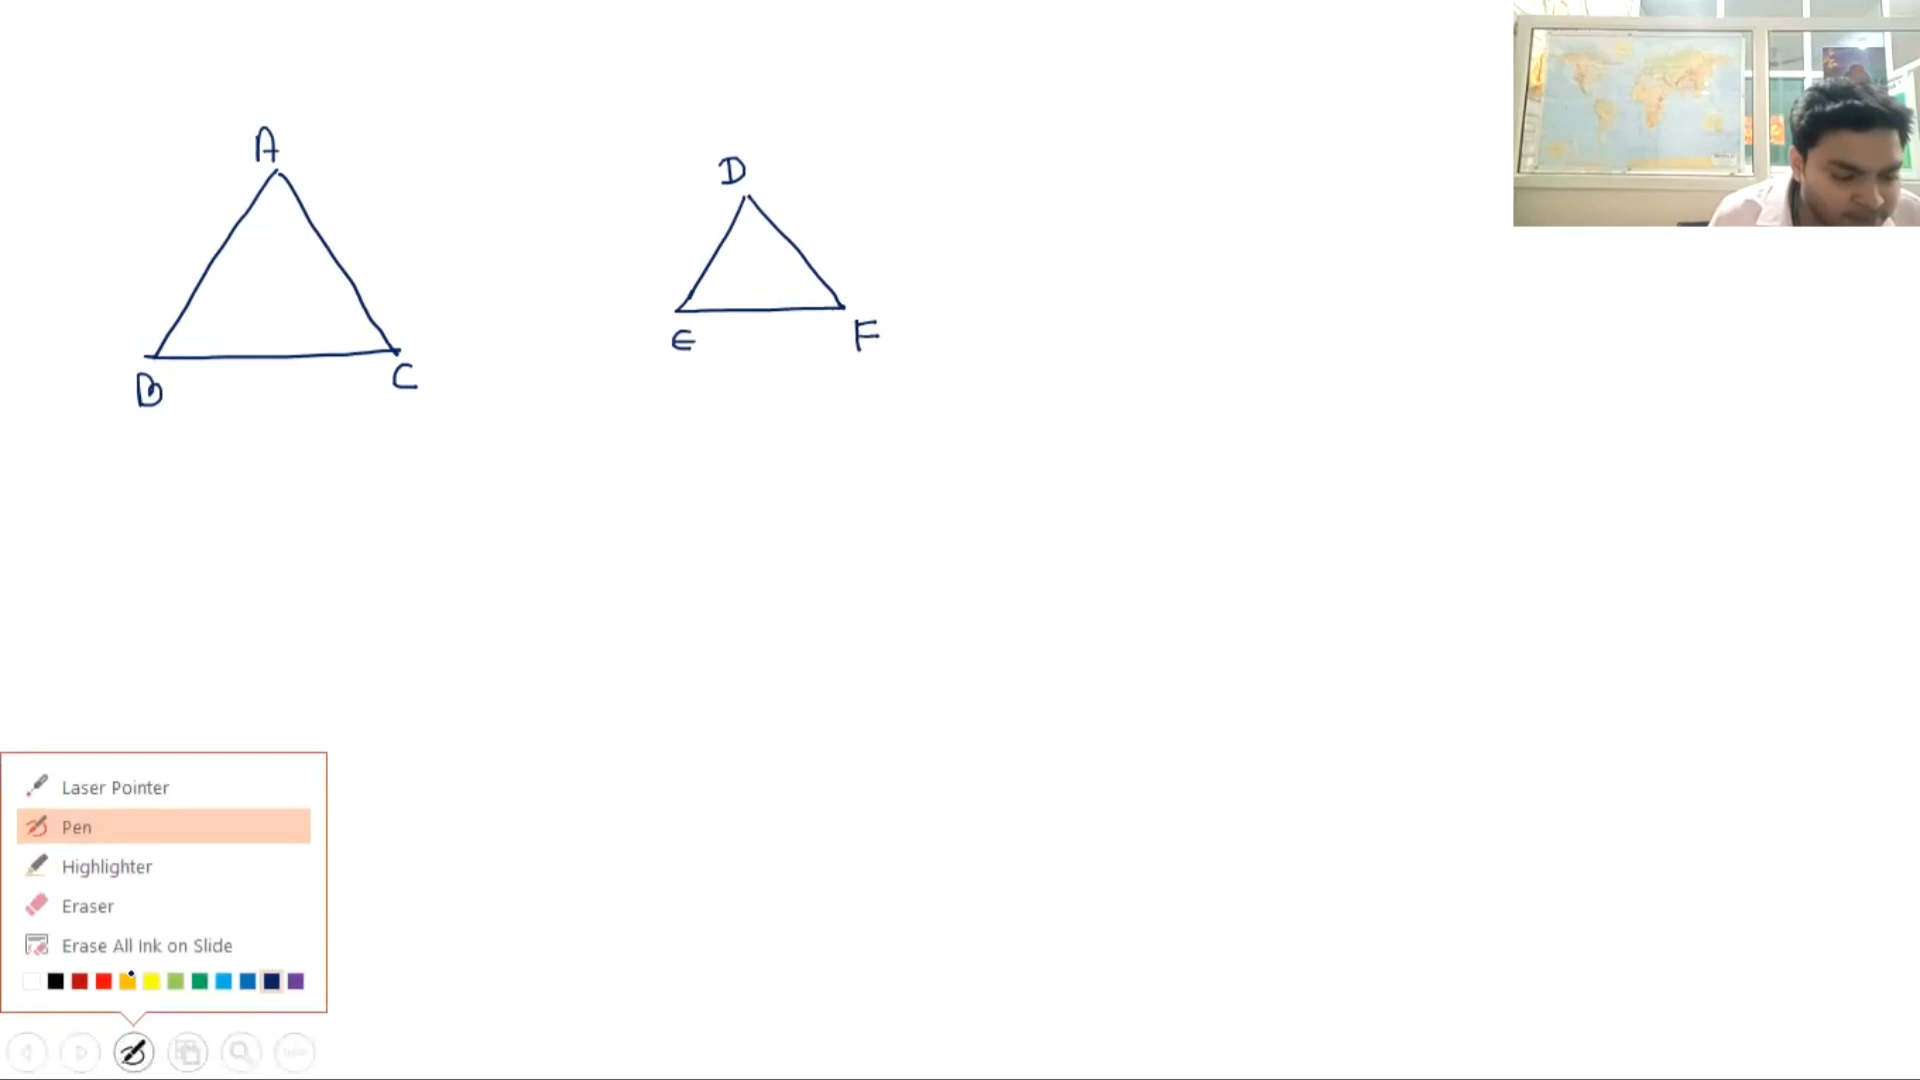 A
D
E
F
B
C
Laser Pointer
Pen
Highlighter
Eraser
Erase All Ink on Slide